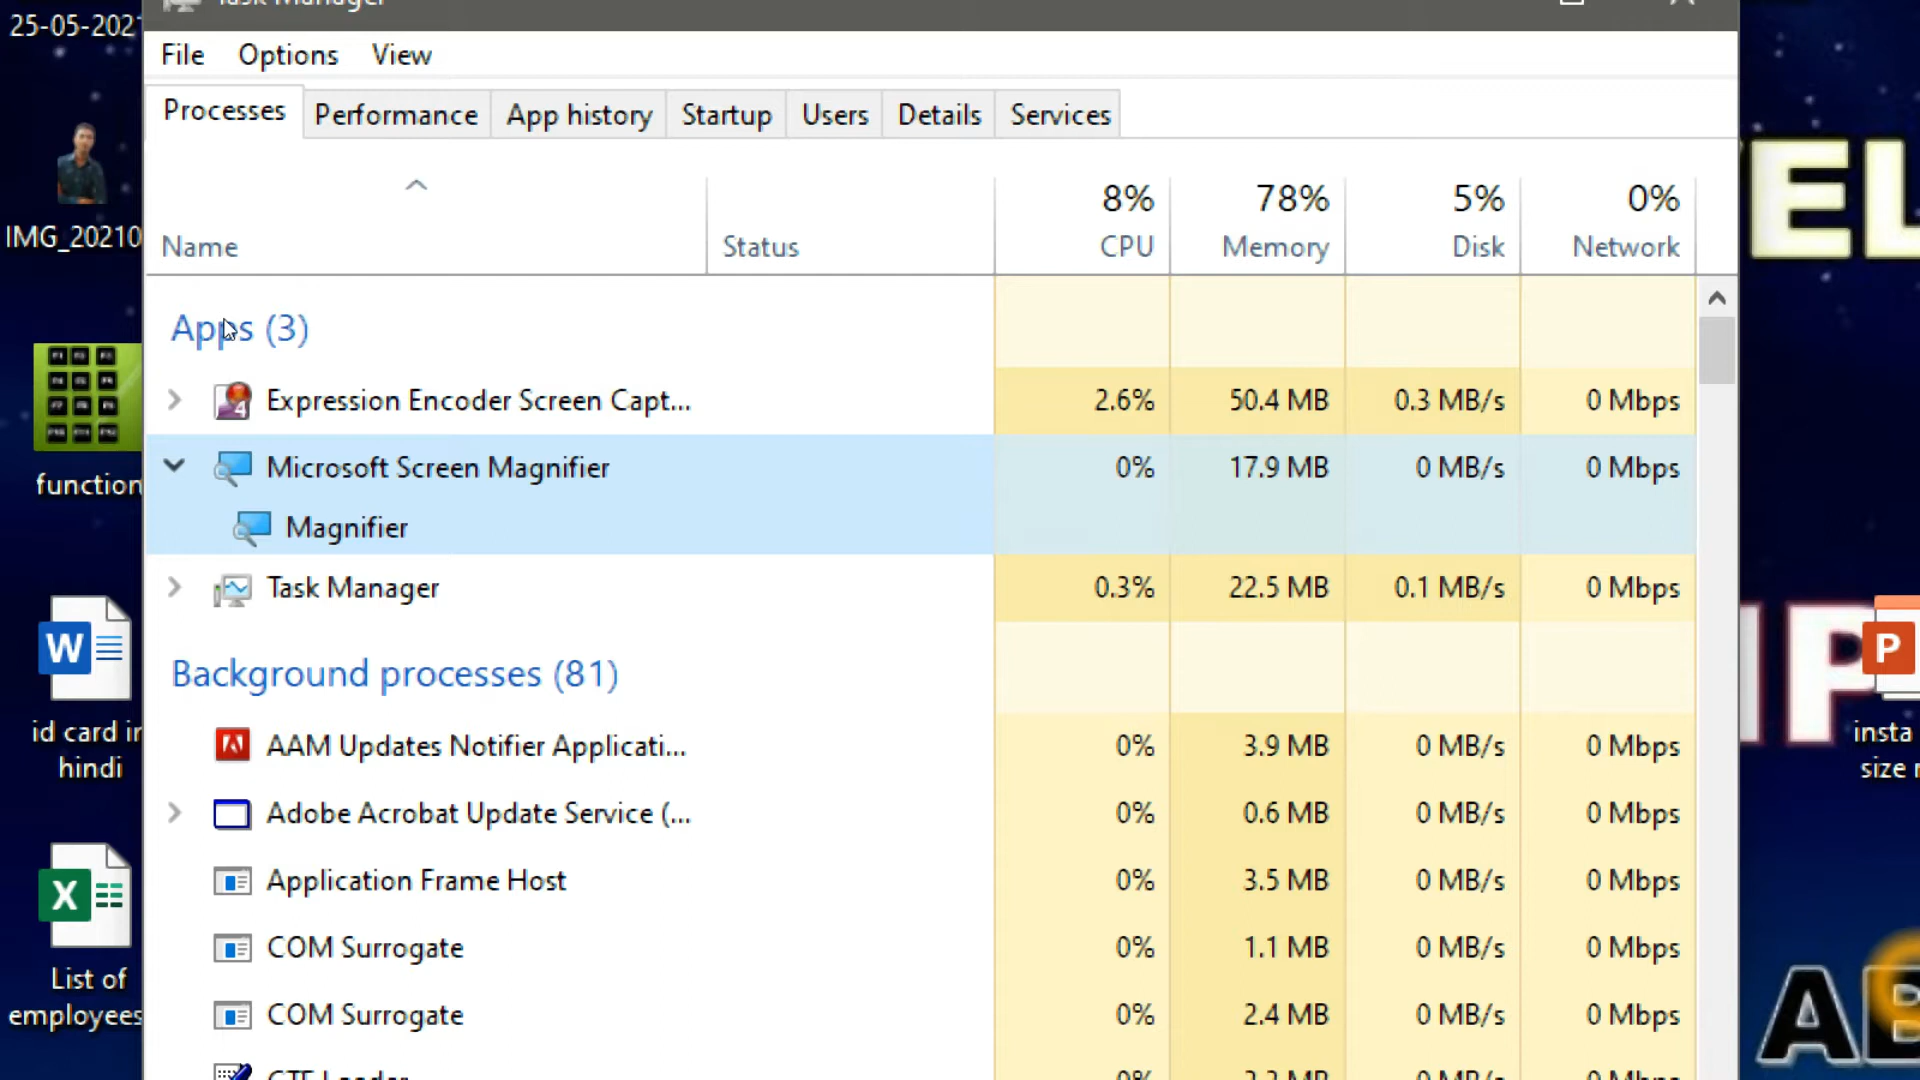 25-05-202
Task Manager
File Options View
Processes Performance App history Startup Users Details Services
IMG_20210
8% 78% 5% 0%
Name Status CPU Memory Disk Network
Apps (3)
Expression Encoder Screen Capt... 2.6% 50.4 MB 0.3 MB/s 0 Mbps
Microsoft Screen Magnifier 0% 17.9 MB 0 MB/s 0 Mbps
function
Magnifier
Task Manager 0.3% 22.5 MB 0.1 MB/s 0 Mbps
Background processes (81)
id card in
hindi
insta
size
AAM Updates Notifier Applicati... 0% 3.9 MB 0 MB/s 0 Mbps
Adobe Acrobat Update Service (... 0% 0.6 MB 0 MB/s 0 Mbps
Application Frame Host 0% 3.5 MB 0 MB/s 0 Mbps
COM Surrogate 0% 1.1 MB 0 MB/s 0 Mbps
List of
employees
COM Surrogate 0% 2.4 MB 0 MB/s 0 Mbps
EL
P
AB